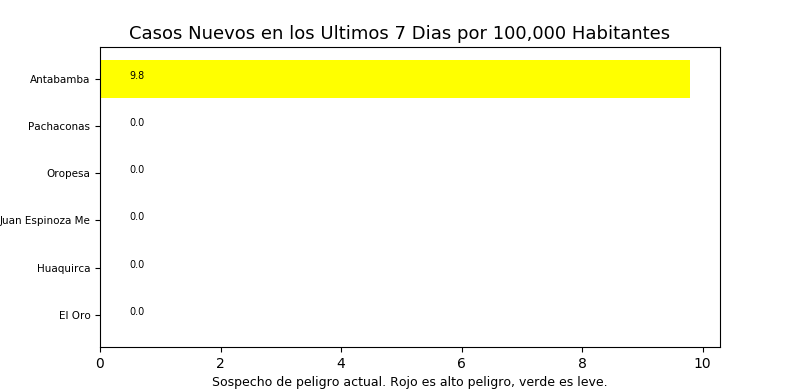 Casos Nuevos en los Ultimos 7 Dias por 100,000 Habitantes
Antabamba 9.8
Pachaconas 0.0
Oropesa 0.0
Juan Espinoza Me 0.0
Huaquirca 0.0
El Oro 0.0
0 2 4 6 8 10
Sospecho de peligro actual. Rojo es alto peligro, verde es leve.